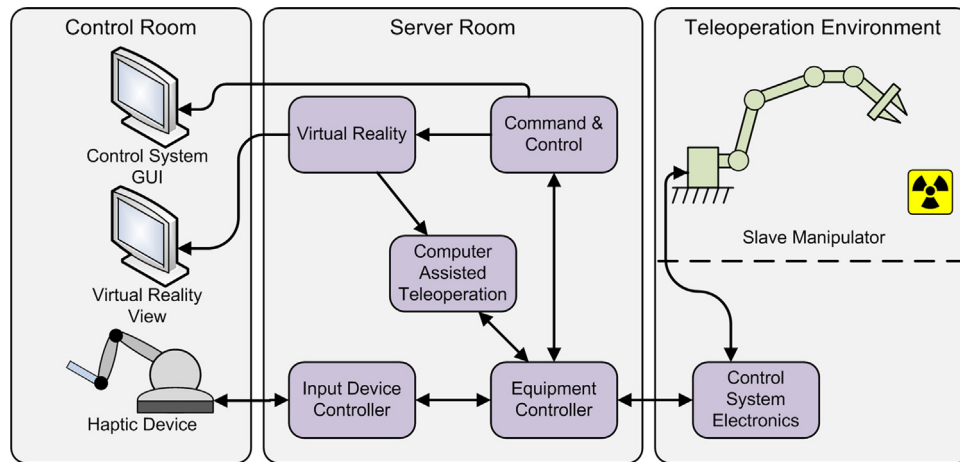 Control Room
Server Room
Teleoperation Environment
Control System
GUI
Virtual Reality
Command &
Control
Virtual Reality
View
Computer
Assisted
Teleoperation
Slave Manipulator
Haptic Device
Input Device
Controller
Equipment
Controller
Control
System
Electronics